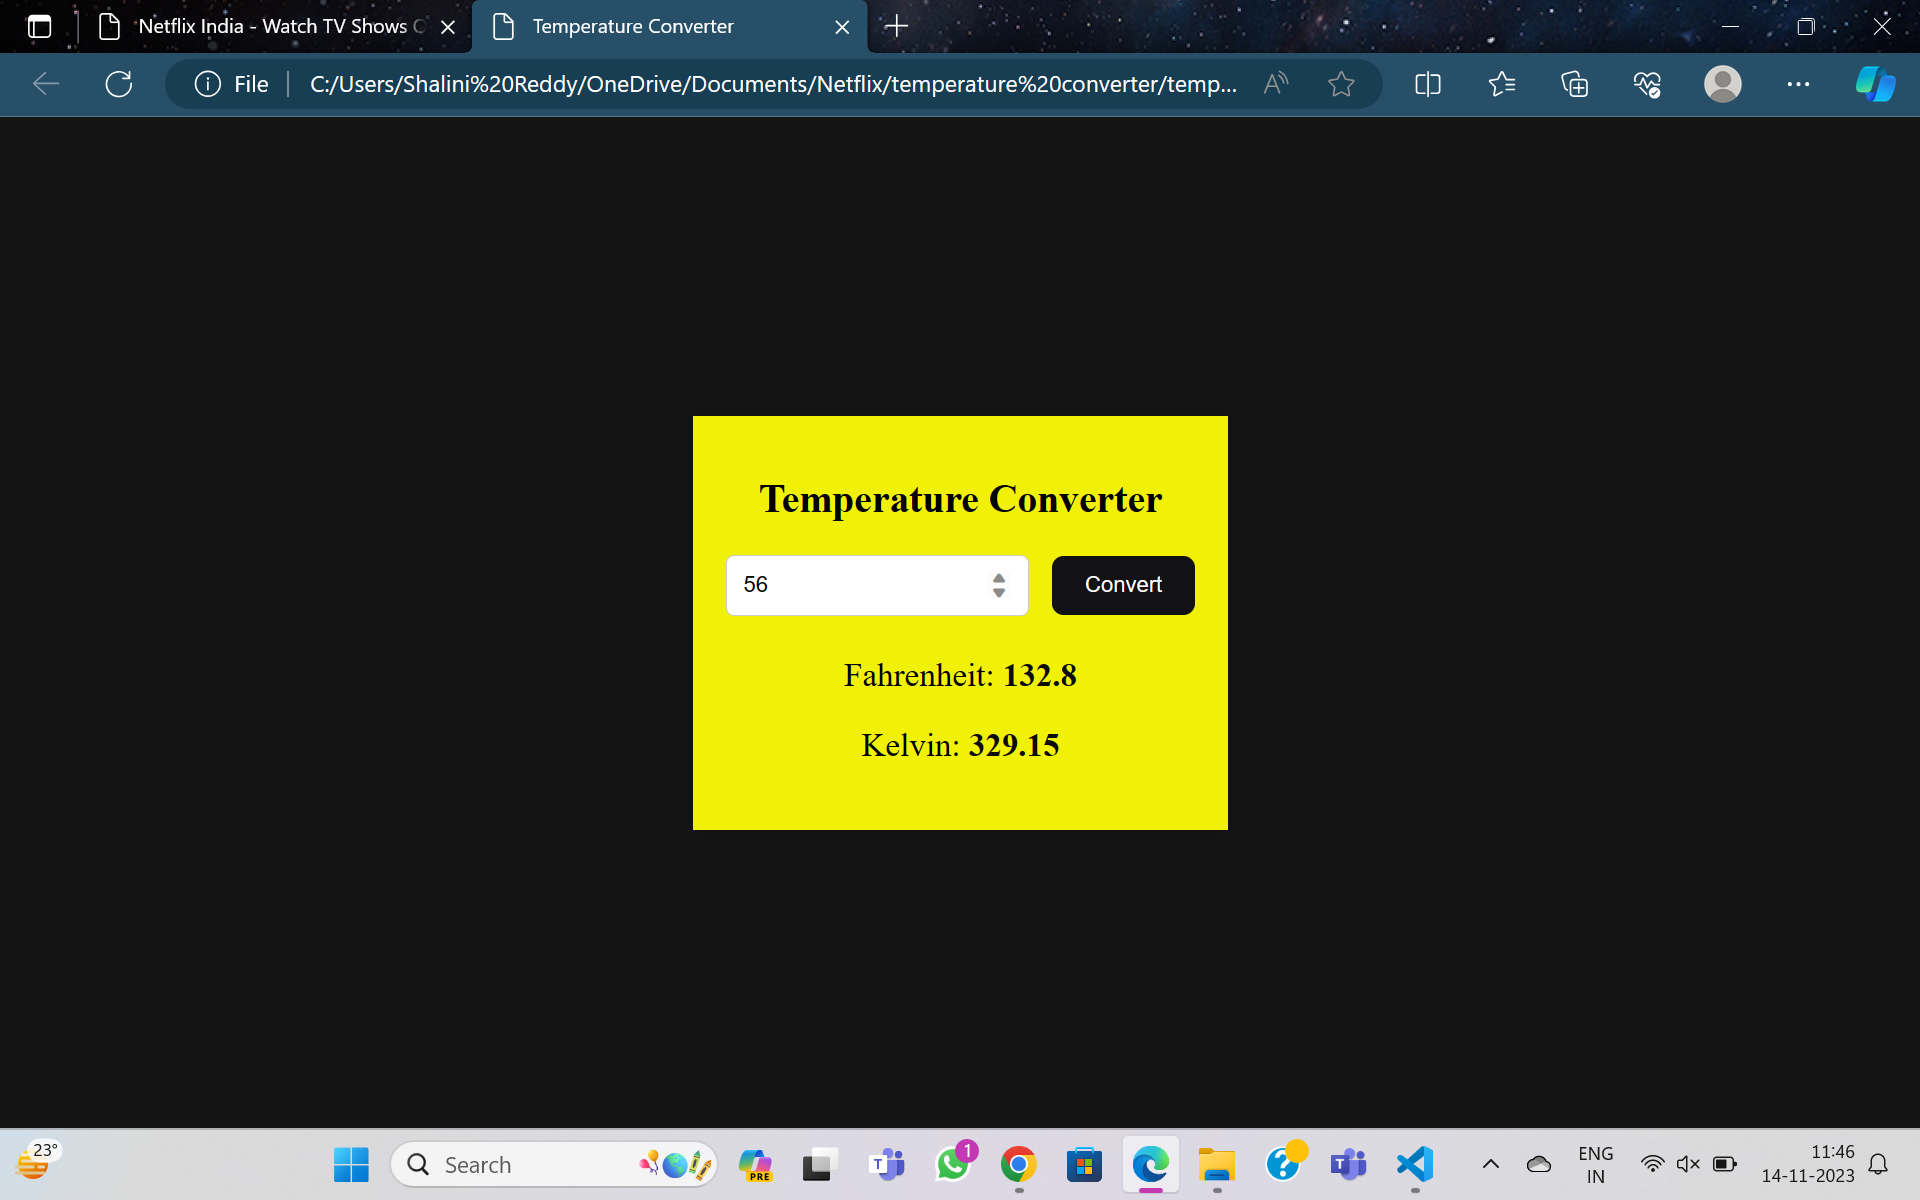 Netflix India - Watch TV Shows O
Temperature Converter
File
C:/Users/Shalini%20Reddy/OneDrive/Documents/Netflix/temperature%20converter/temp...
Temperature Converter
56
Convert
Fahrenheit: 132.8
Kelvin: 329.15
23°
Search
PRE
T
1
T
ENG
IN
11:46
14-11-2023